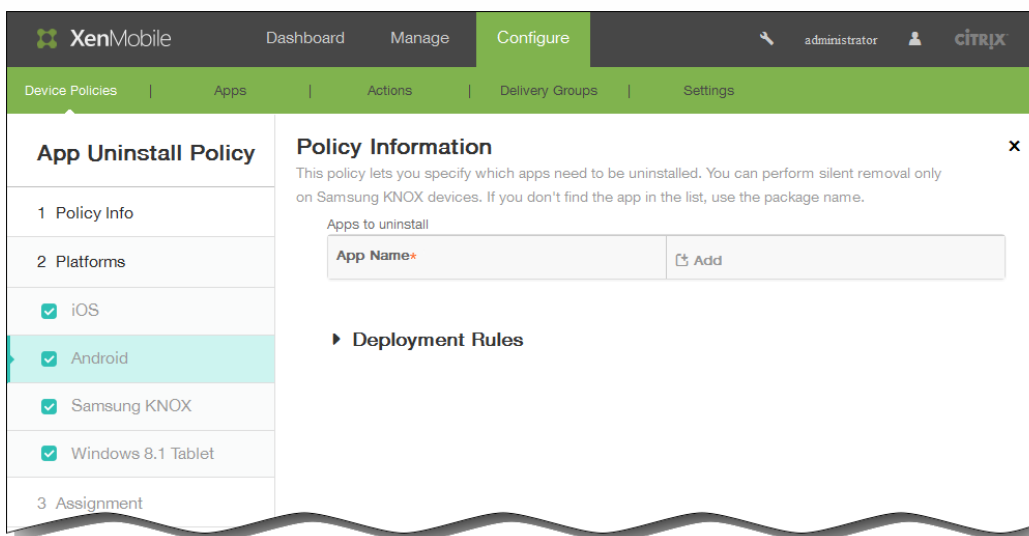 XenMobile Dashboard Manage Configure administrator CİTRIX
Device Policies | Apps | Actions | Delivery Groups | Settings
App Uninstall Policy
1 Policy Info
2 Platforms
iOS
Android
Samsung KNOX
Windows 8.1 Tablet
3 Assignment
Policy Information
This policy lets you specify which apps need to be uninstalled. You can perform silent removal only
on Samsung KNOX devices. If you don't find the app in the list, use the package name.
Apps to uninstall
App Name* Add
Deployment Rules